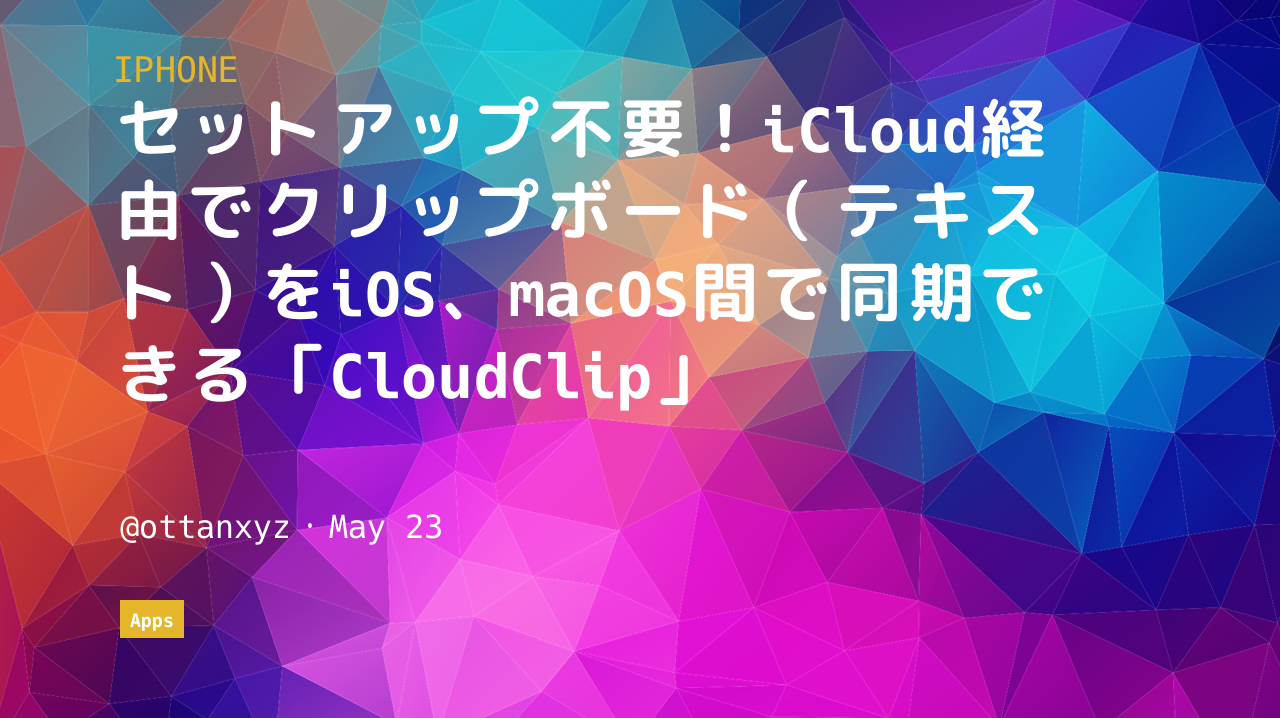 IPHONE
セットアップ不要！iCloud経
由でクリップボード（テキス
ト）をiOS、macOS間で同期で
きる「CloudClip」
@ottanxyz・May 23
Apps